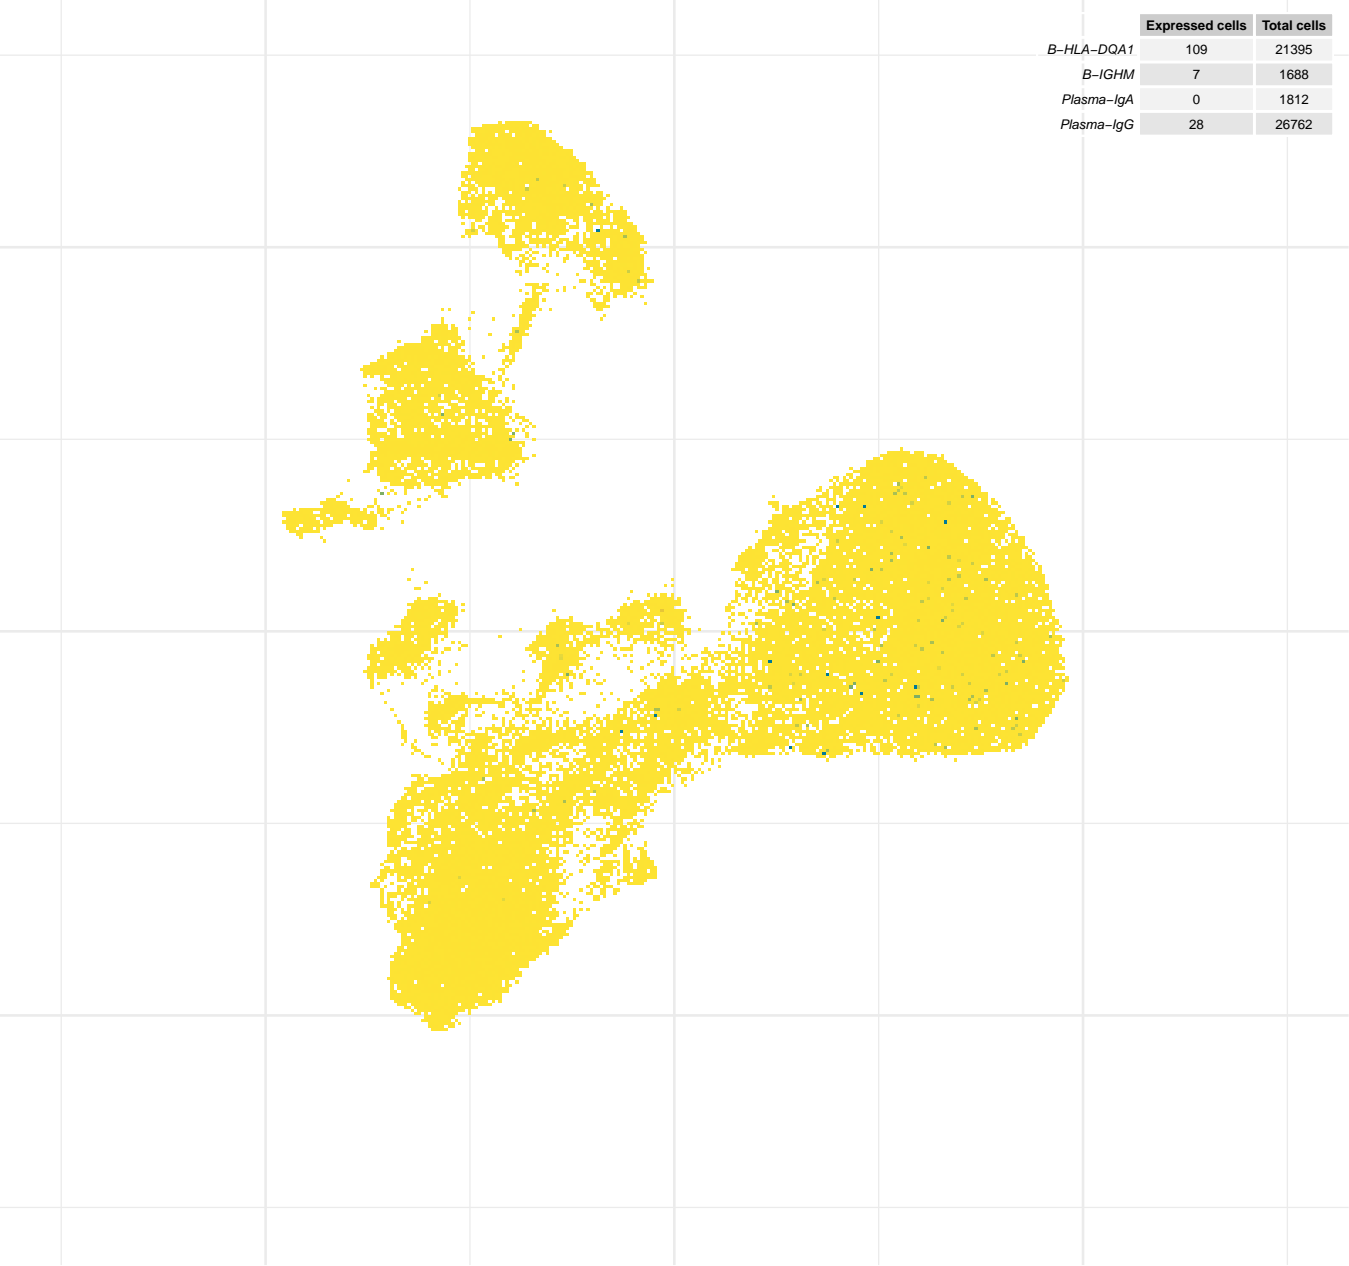 Expressed cells Total cells
B−HLA−DQA1 109 21395
B−IGHM 7 1688
Plasma−IgA 0 1812
Plasma−IgG 28 26762